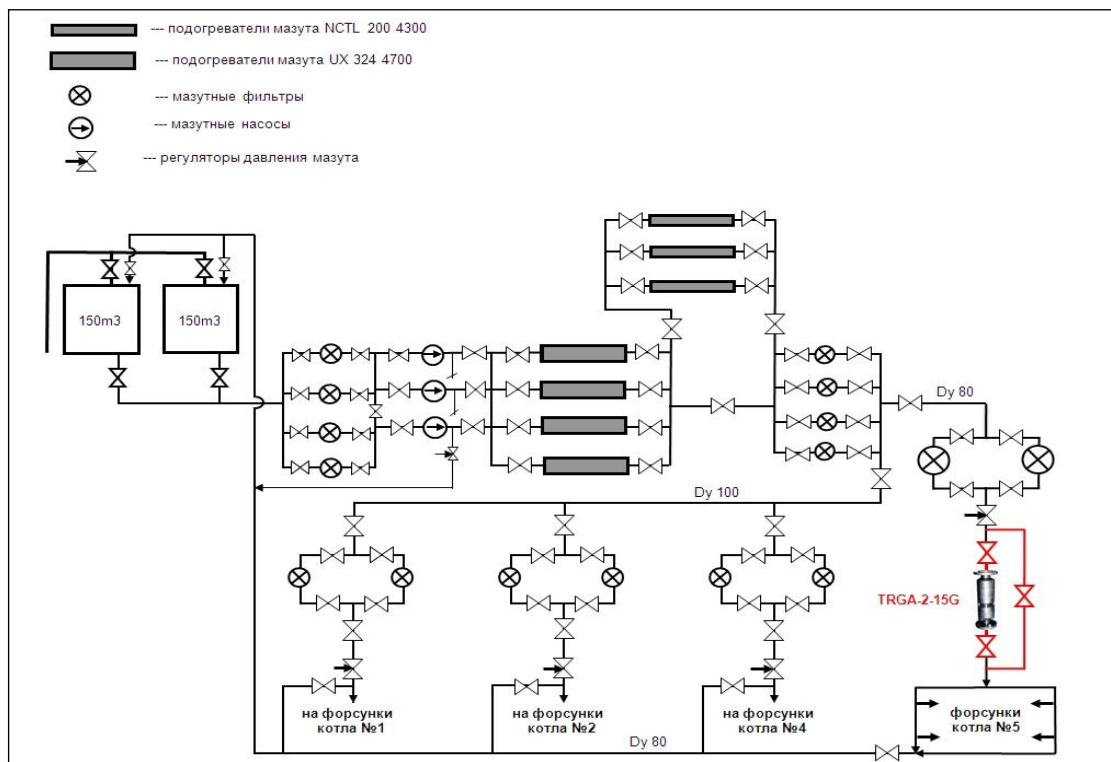 --- подогреватели мазута NCTL 200 4300
--- подогреватели мазута UX 324 4700
--- мазутные фильтры
--- мазутные насосы
--- регуляторы давления мазута
150m3
150m3
Dy 80
Dy 100
TRGA-2-15G
на форсунки
котла №1
на форсунки
котла №2
на форсунки
котла №4
форсунки
котла №5
Dy 80